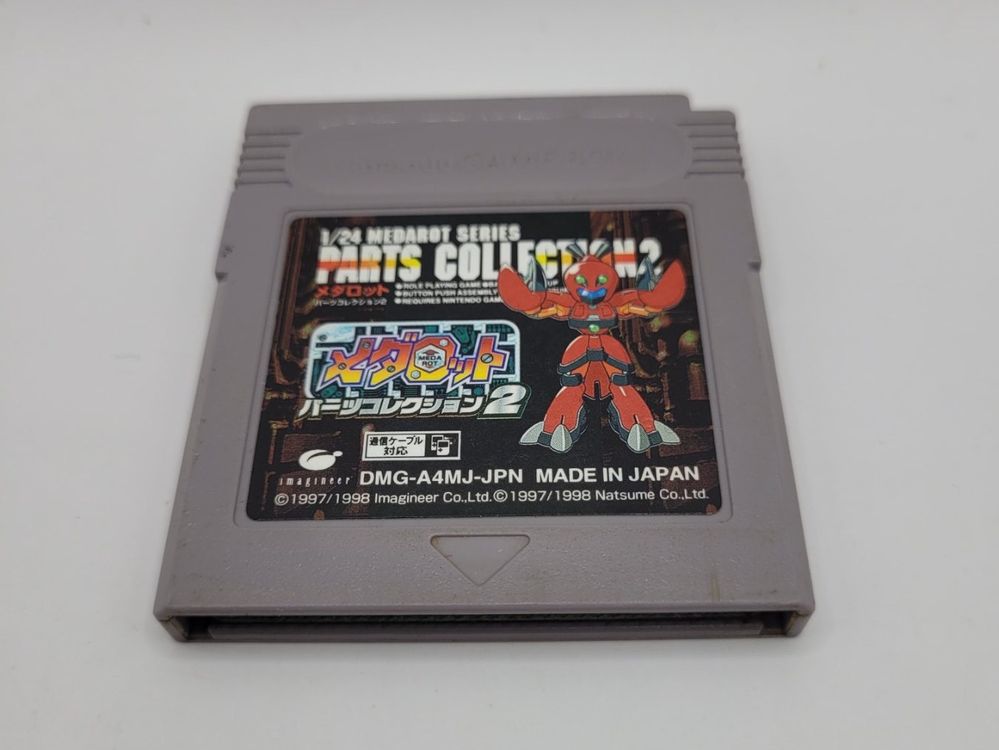 1/24 MEDAROT SERIES
PARTS COLLECTION 2
メダロット
●ROLE PLAYING GAME ●
パーツコレクション2
●BUTTON PUSH ASSEMBLY
●REQUIRES NINTENDO
メダロット
MEDA
ROT
パーツコレクション2
通信ケーブル
対応
imagineer
DMG-A4MJ-JPN MADE IN JAPAN
©1997/1998 Imagineer Co.,Ltd. ©1997/1998 Natsume Co.,Ltd.